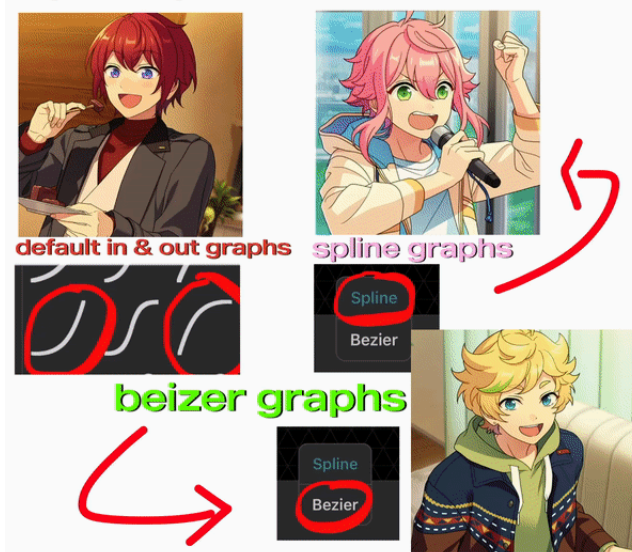 default in & out graphs
spline graphs
Spline
Bezier
beizer graphs
Spline
Bezier